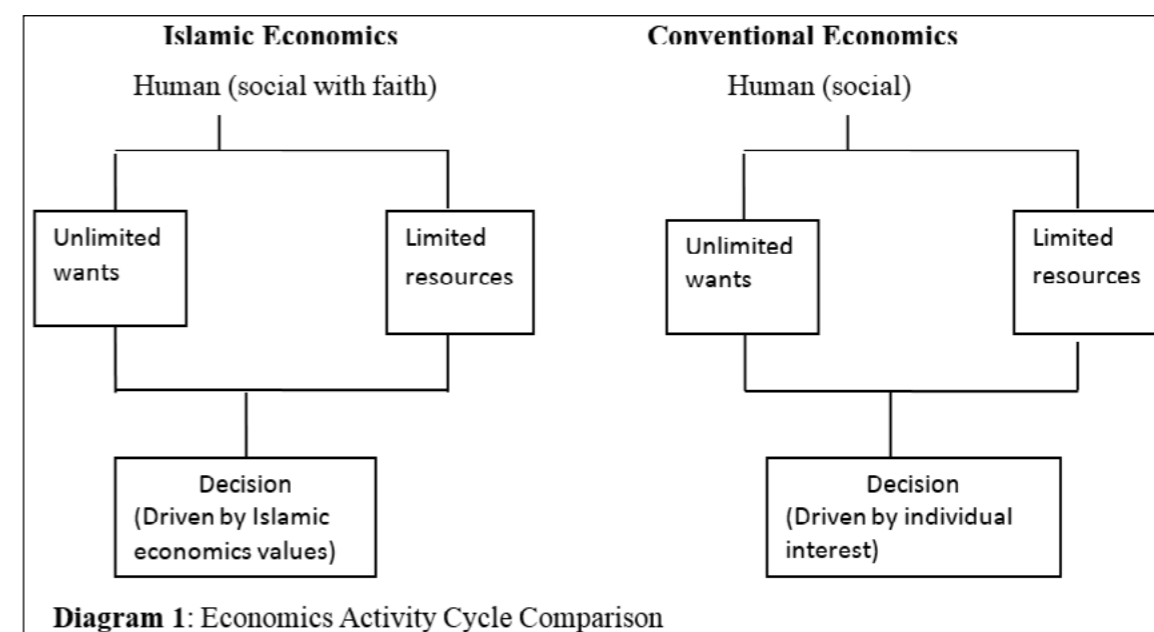 Islamic Economics
Conventional Economics
Human (social with faith)
Human (social)
Unlimited
wants
Limited
resources
Unlimited
wants
Limited
resources
Decision
(Driven by Islamic
economics values)
Decision
(Driven by individual
interest)
Diagram 1: Economics Activity Cycle Comparison